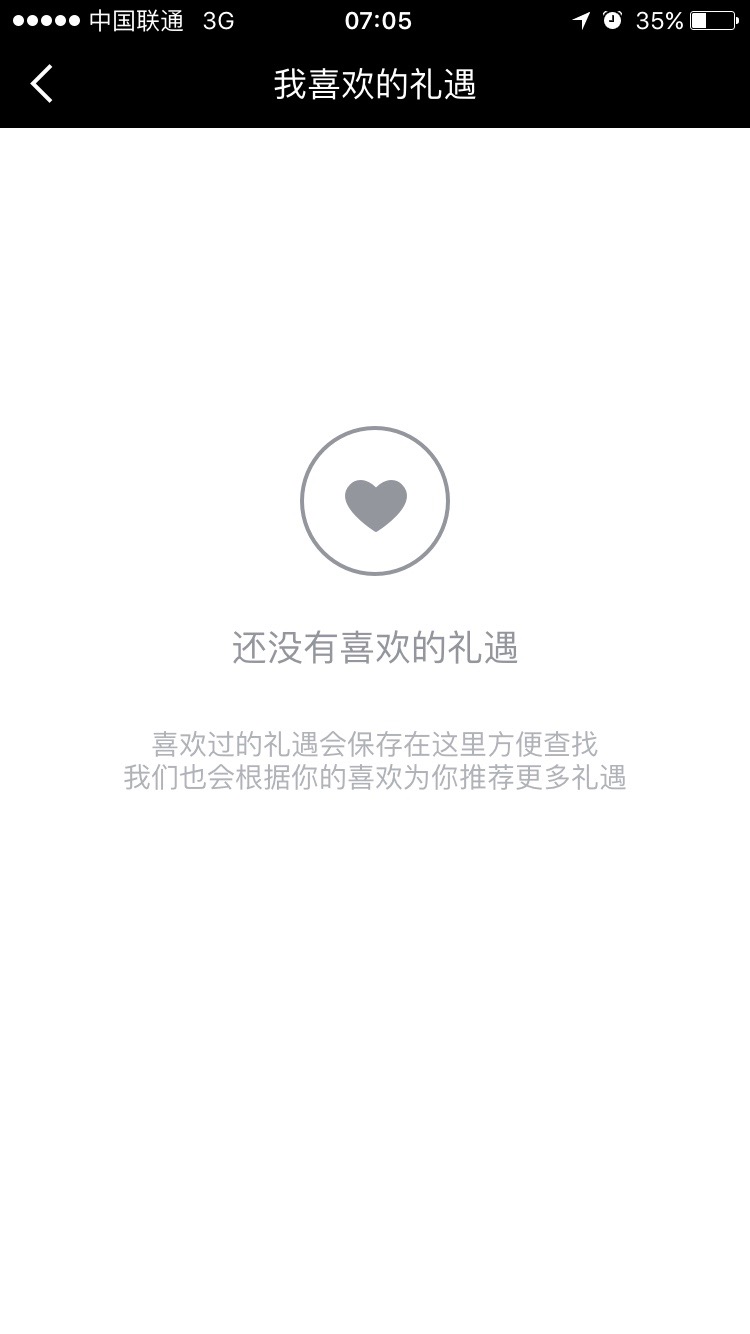 中国联通 3G 07:05 35%
我喜欢的礼遇
还没有喜欢的礼遇
喜欢过的礼遇会保存在这里方便查找
我们也会根据你的喜欢为你推荐更多礼遇